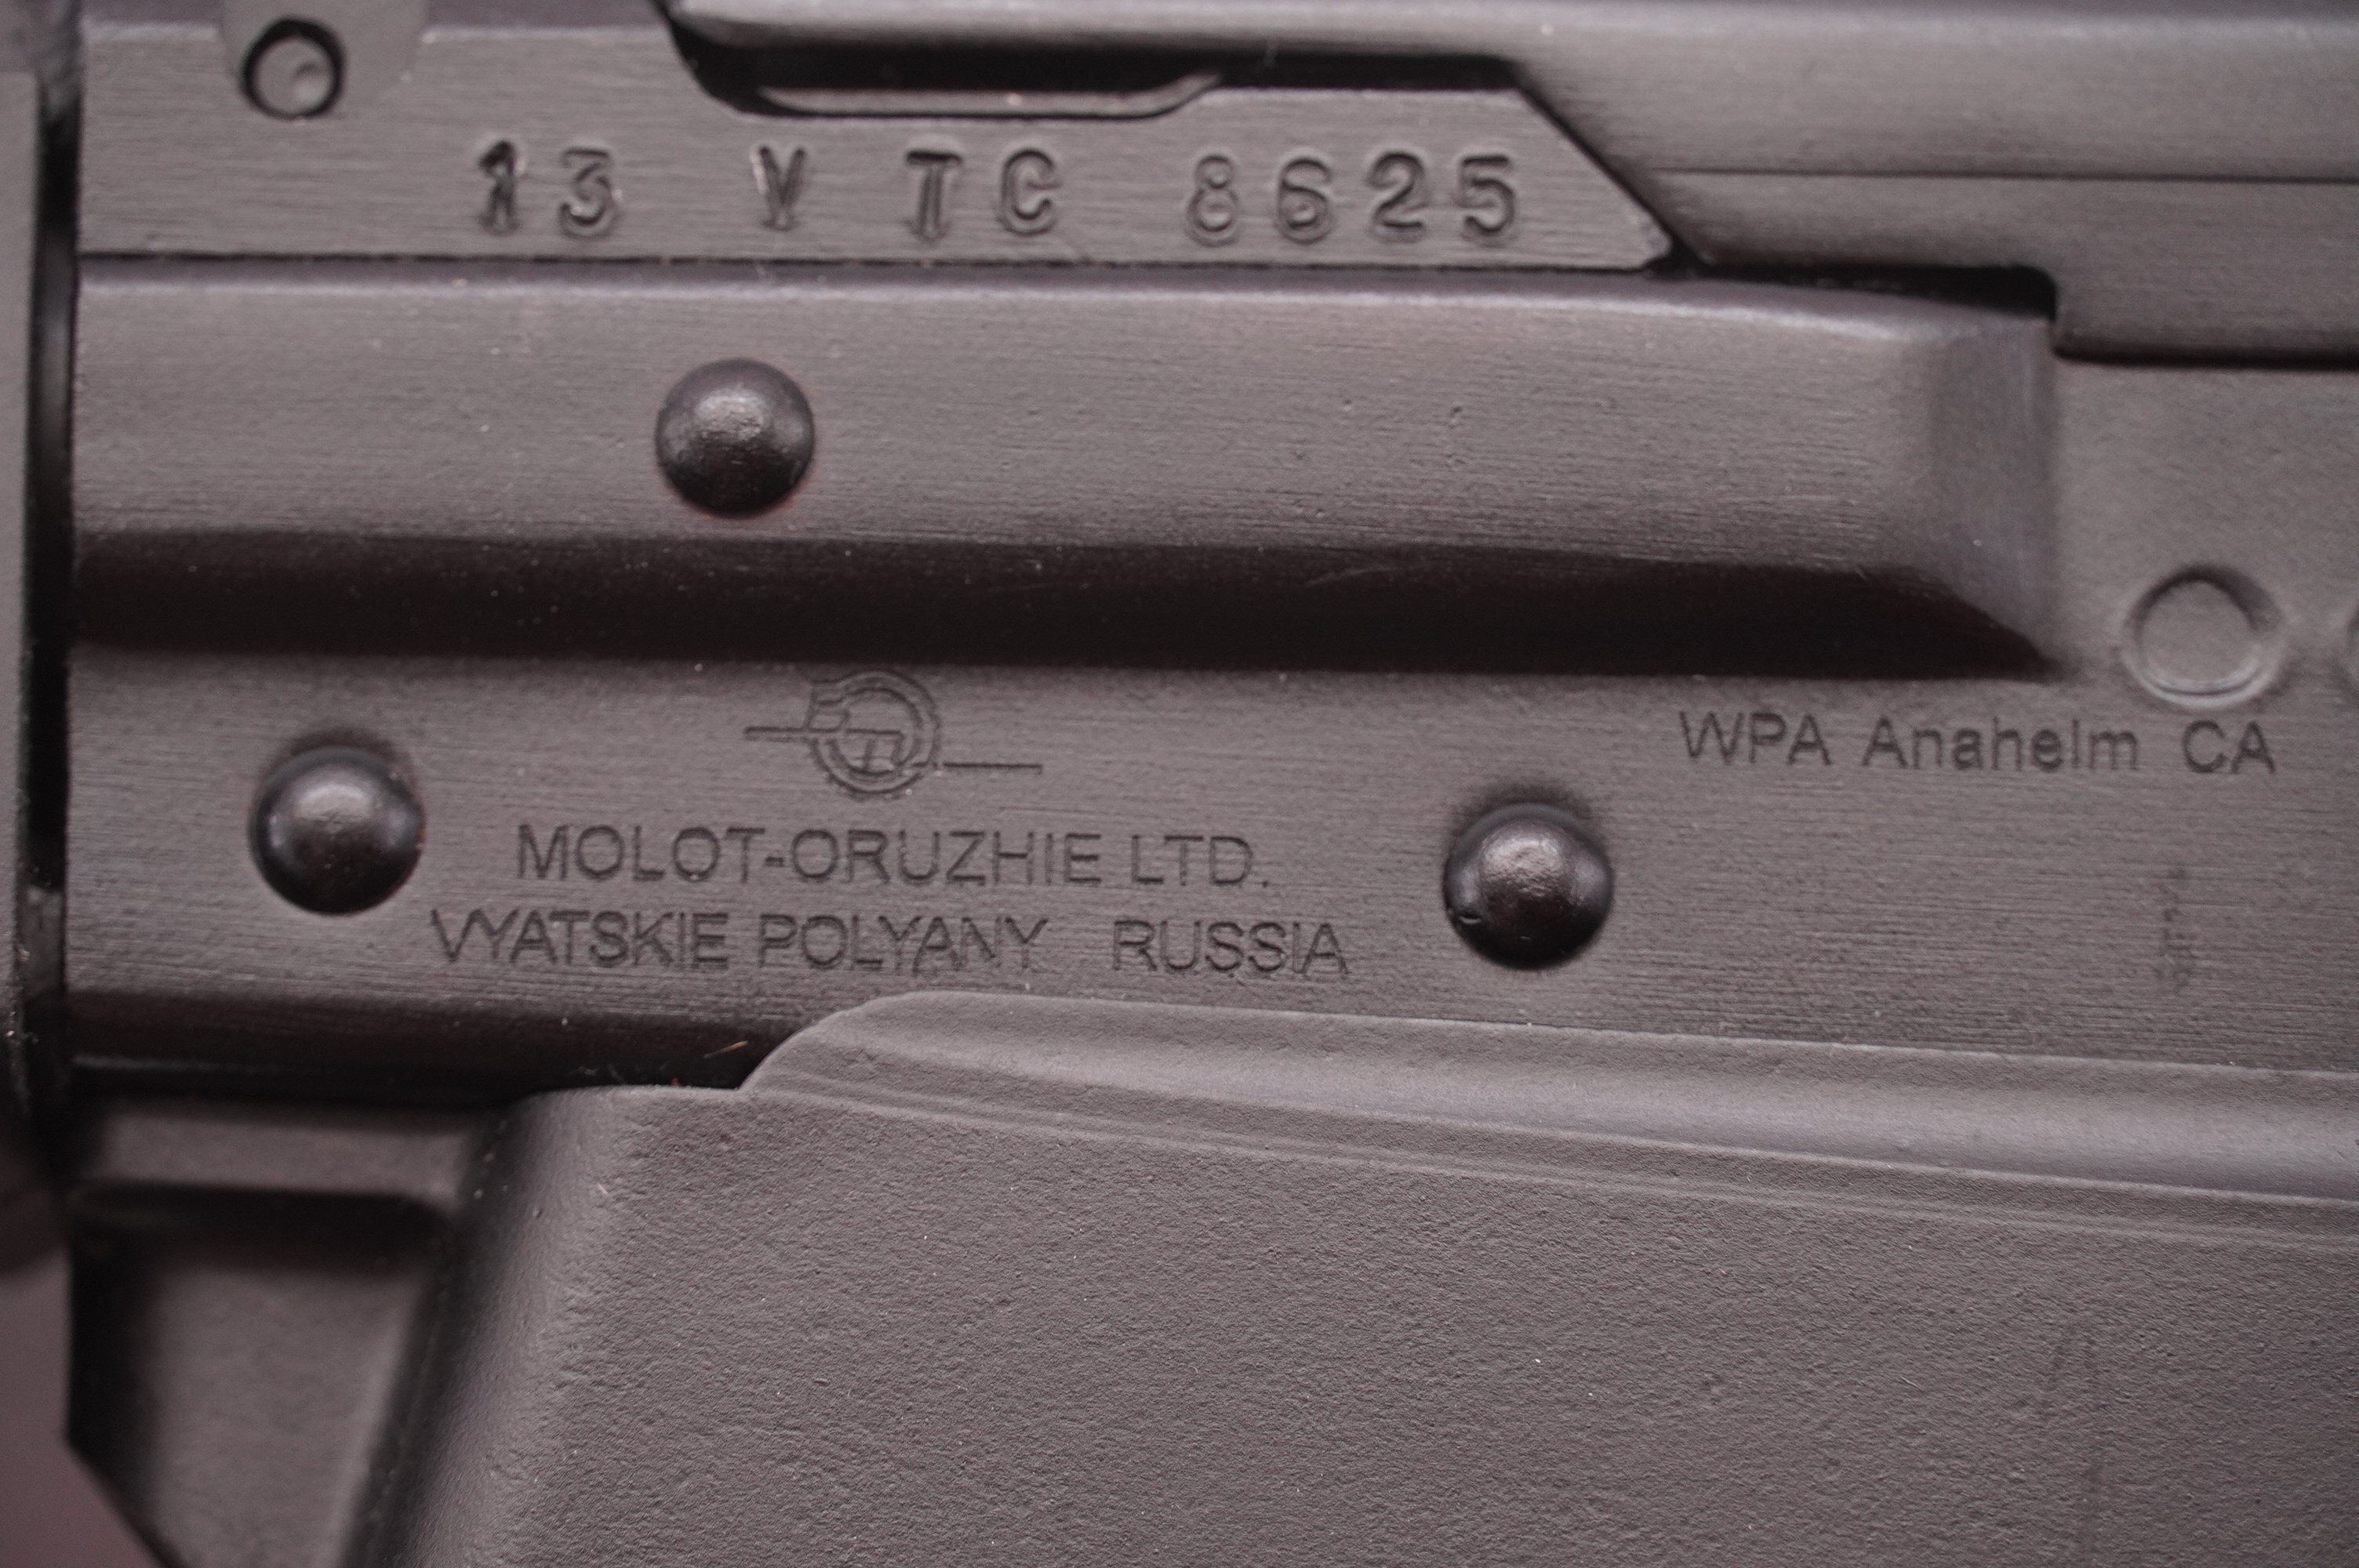 13 V TC 8625
WPA Anaheim CA
MOLOT-ORUZHIE LTD.
VYATSKIE POLYANY RUSSIA